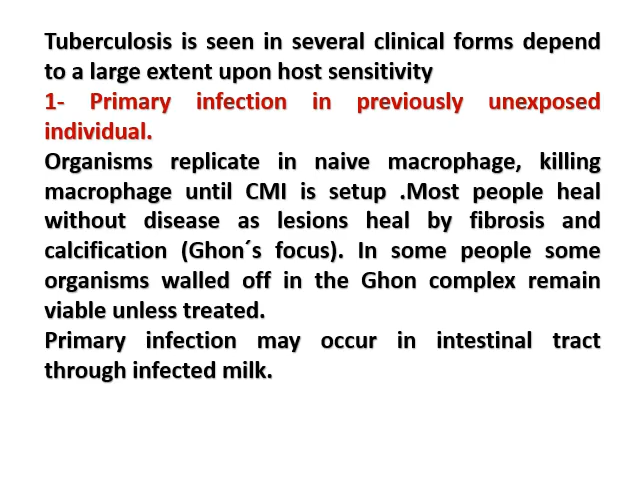 Tuberculosis is seen in several clinical forms depend
to a large extent upon host sensitivity
1- Primary infection in previously unexposed
individual.
Organisms replicate in naive macrophage, killing
macrophage until CMI is setup .Most people heal
without disease as lesions heal by fibrosis and
calcification (Ghon´s focus). In some people some
organisms walled off in the Ghon complex remain
viable unless treated.
Primary infection may occur in intestinal tract
through infected milk.